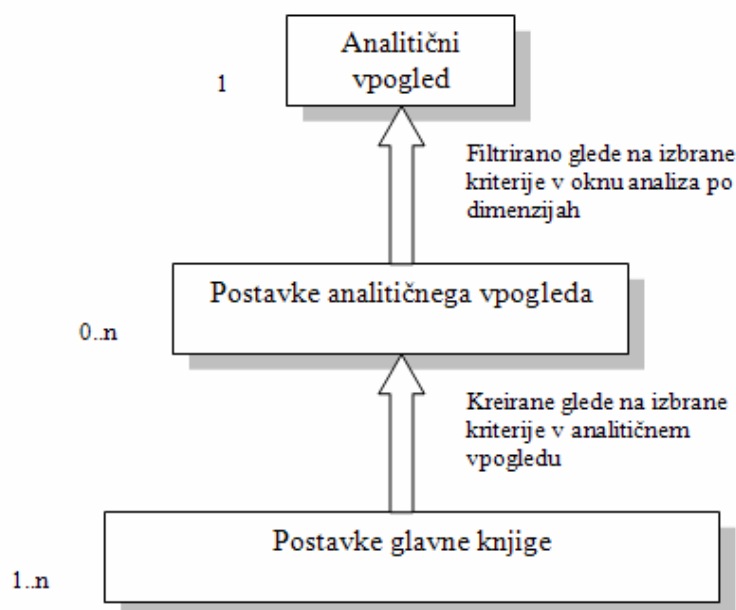 Analitični
vpogled
1
Filtrirano glede na izbrane
kriterije v oknu analiza po
dimenzijah
Postavke analitičnega vpogleda
0..n
Kreirane glede na izbrane
kriterije v analitičnem
vpogledu
Postavke glavne knjige
1..n